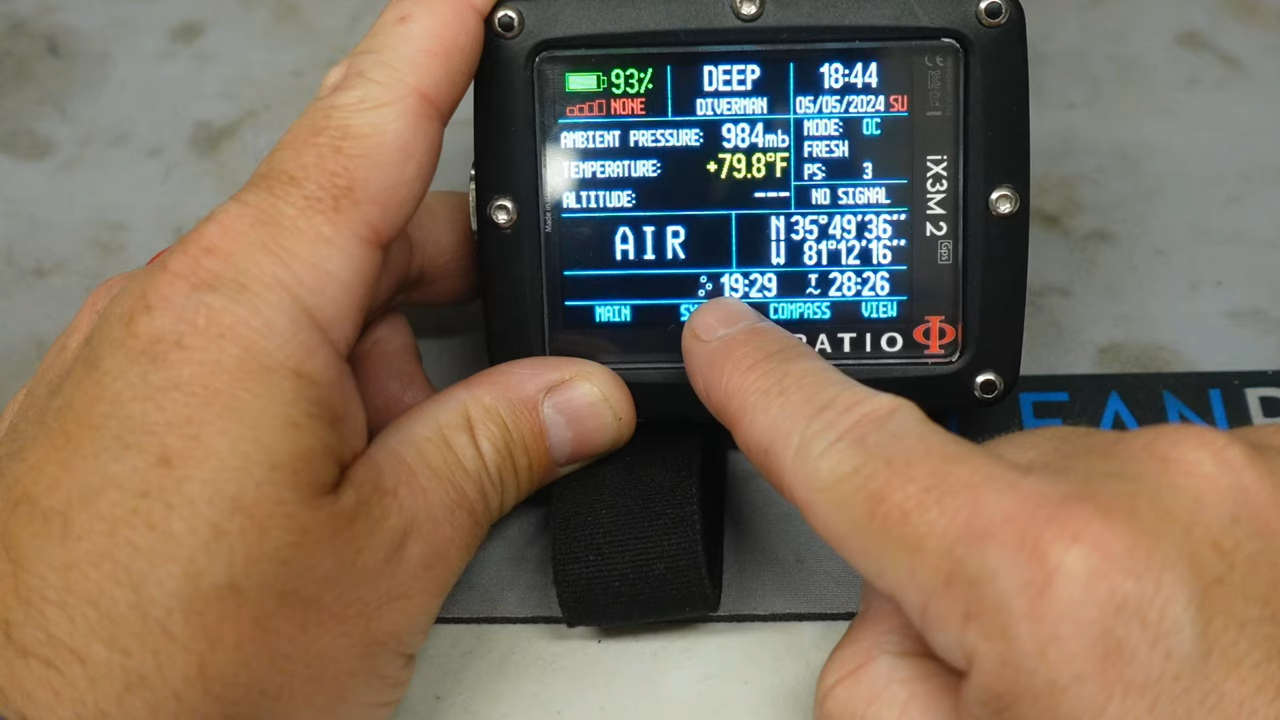 93%
NONE
DEEP
DIVERMAN
18:44
05/05/2024 SU
AMBIENT PRESSURE: 984mb
TEMPERATURE: +79.8°F
ALTITUDE: ---
MODE: OC
FRESH
PS: 3
NO SIGNAL
AIR
N 35°49'36''
W 81°12'16''
19:29 28:26
MAIN
COMPASS VIEW
RATIO
iX3M 2 Gps
Made in